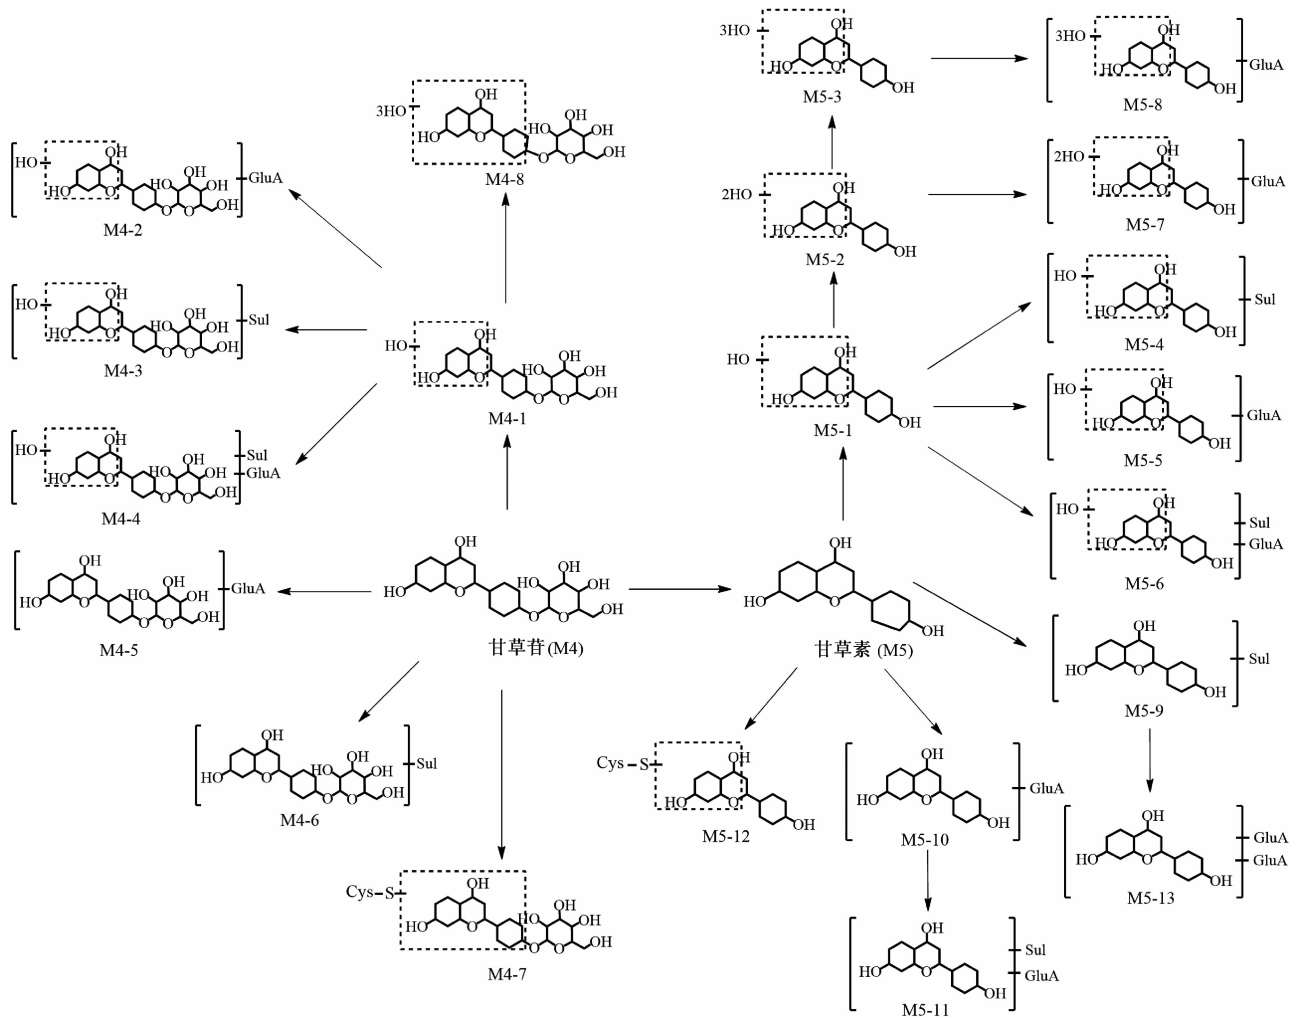 3HO
OH
HO
O
OH
M5-3
3HO
OH
HO
O
OH
GluA
M5-8
3HO
OH
HO
O
O
HO
OH
OH
O
OH
M4-8
HO
OH
HO
O
O
HO
OH
OH
O
OH
GluA
M4-2
2HO
OH
HO
O
OH
M5-2
2HO
OH
HO
O
OH
GluA
M5-7
HO
OH
HO
O
O
HO
OH
OH
O
OH
Sul
M4-3
HO
OH
HO
O
O
HO
OH
OH
O
OH
M4-1
HO
OH
HO
O
OH
M5-1
HO
OH
HO
O
OH
Sul
M5-4
HO
OH
HO
O
OH
GluA
M5-5
HO
OH
HO
O
O
HO
OH
OH
O
OH
Sul
GluA
M4-4
HO
OH
HO
O
OH
Sul
GluA
M5-6
OH
HO
O
O
HO
OH
OH
O
OH
GluA
M4-5
OH
HO
O
O
HO
OH
OH
O
OH
甘草苷(M4)
OH
HO
O
OH
甘草素 (M5)
OH
HO
O
OH
Sul
M5-9
OH
HO
O
O
HO
OH
OH
O
OH
Sul
M4-6
Cys-S
OH
HO
O
OH
M5-12
OH
HO
O
OH
GluA
M5-10
OH
HO
O
OH
GluA
GluA
M5-13
Cys-S
OH
HO
O
O
HO
OH
OH
O
OH
M4-7
OH
HO
O
OH
Sul
GluA
M5-11